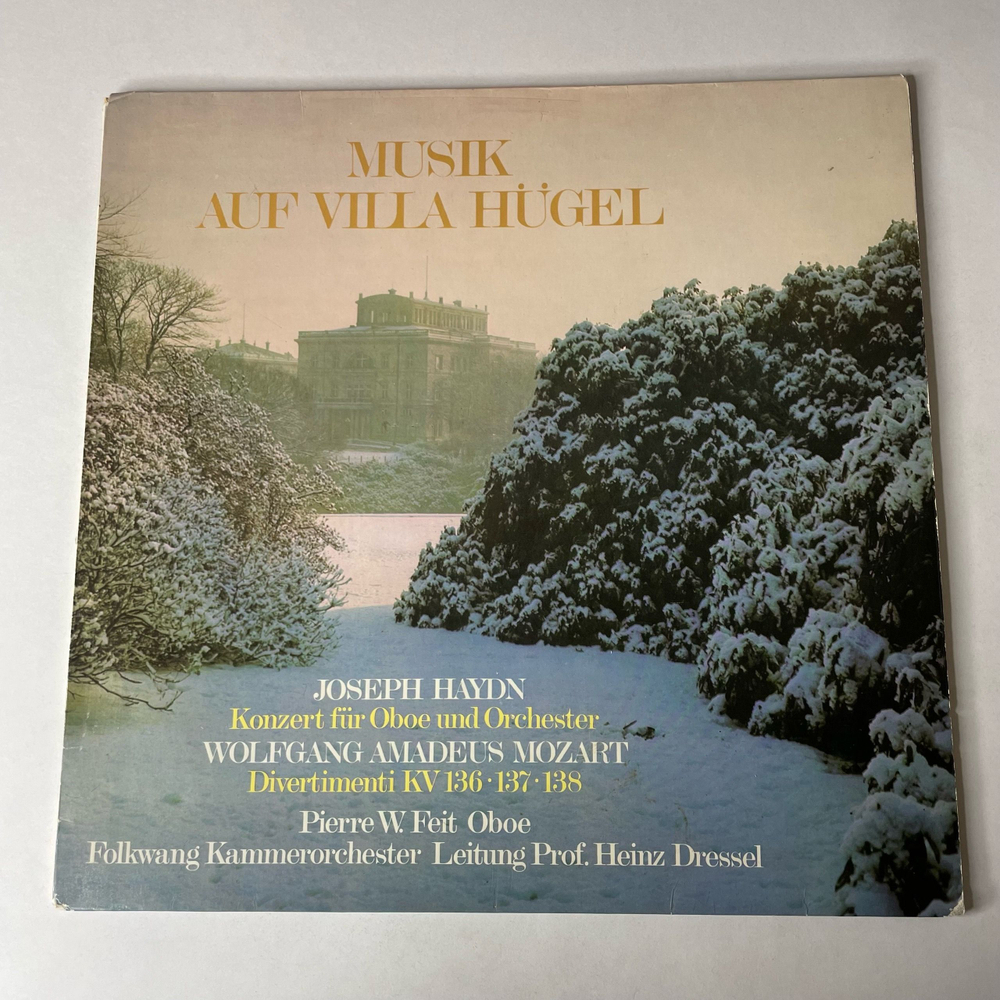 MUSIK
AUF VILLA HÜGEL
JOSEPH HAYDN
Konzert für Oboe und Orchester
WOLFGANG AMADEUS MOZART
Divertimenti KV 136 · 137 · 138
Pierre W. Feit Oboe
Folkwang Kammerorchester Leitung Prof. Heinz Dressel